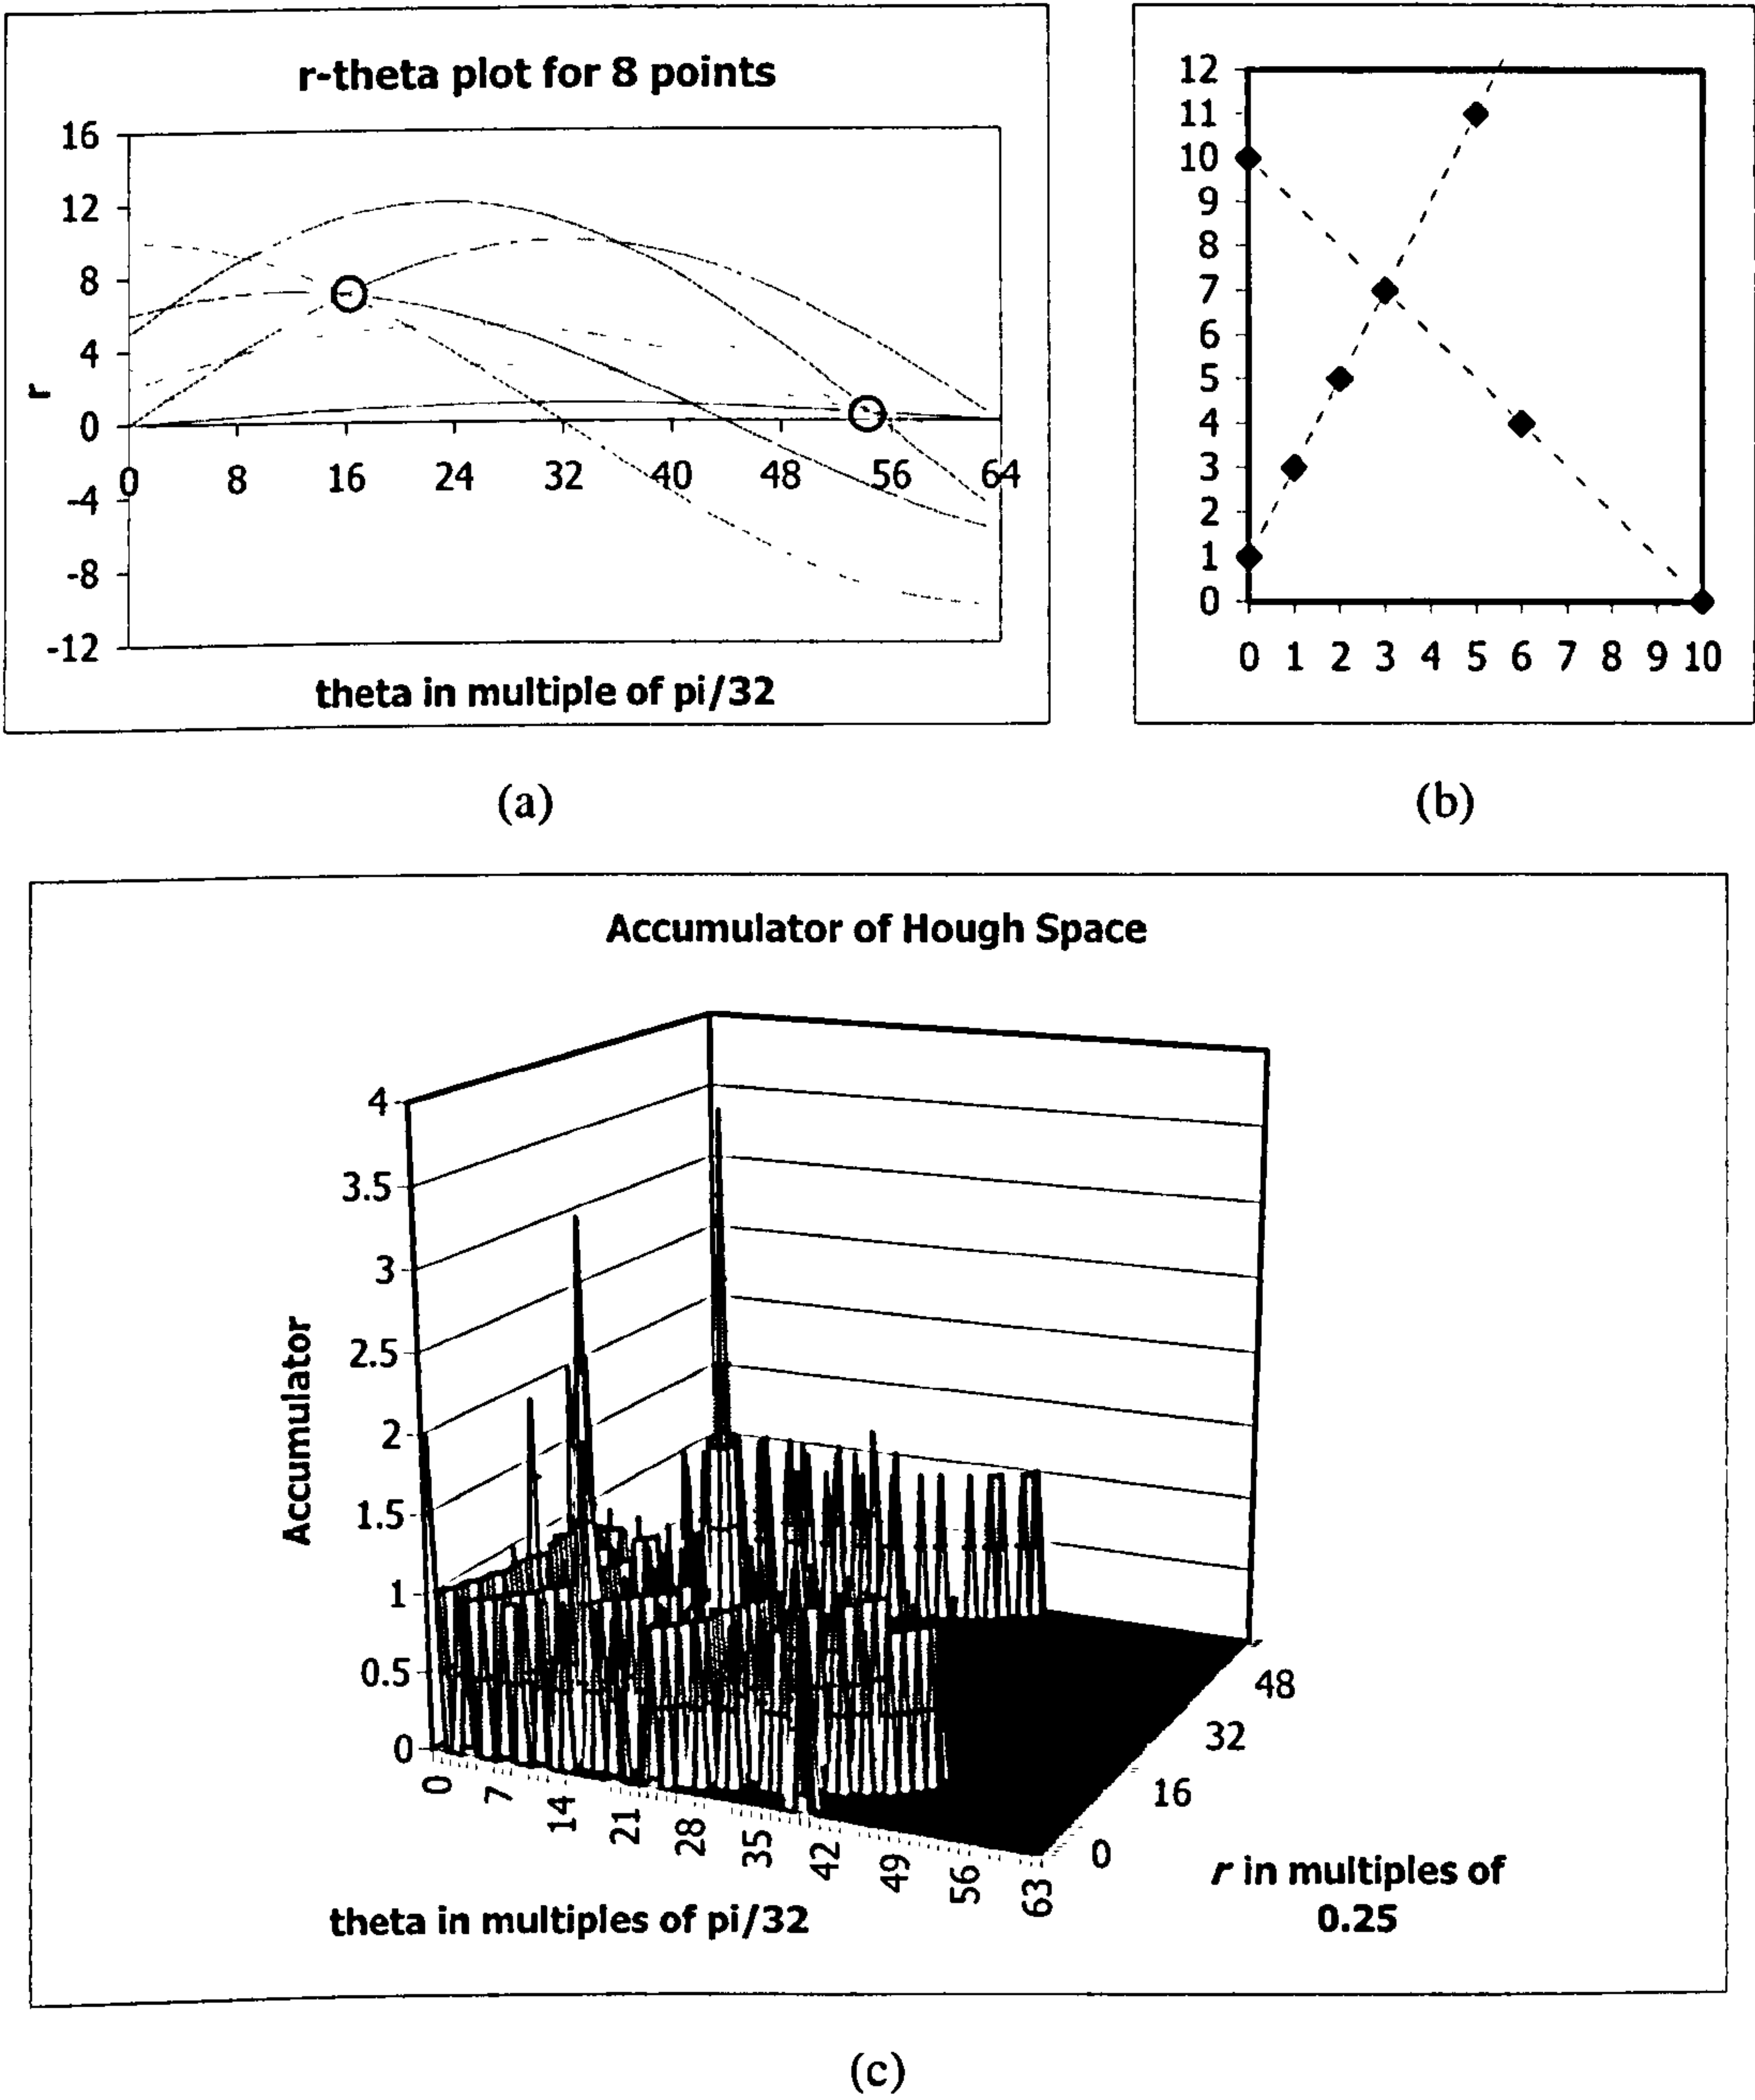 r-theta plot for 8 points
16
12
8
4
0
-4
-8
-12
r
0 8 16 24 32 40 48 56 64
theta in multiple of pi/32
(a)
12
11
10
9
8
7
6
5
4
3
2
1
0
0 1 2 3 4 5 6 7 8 9 10
(b)
Accumulator of Hough Space
4
3.5
3
2.5
2
1.5
1
0.5
0
Accumulator
0 7 14 21 28 35 42 49 56 63
theta in multiples of pi/32
48
32
16
0
r in multiples of
0.25
(c)